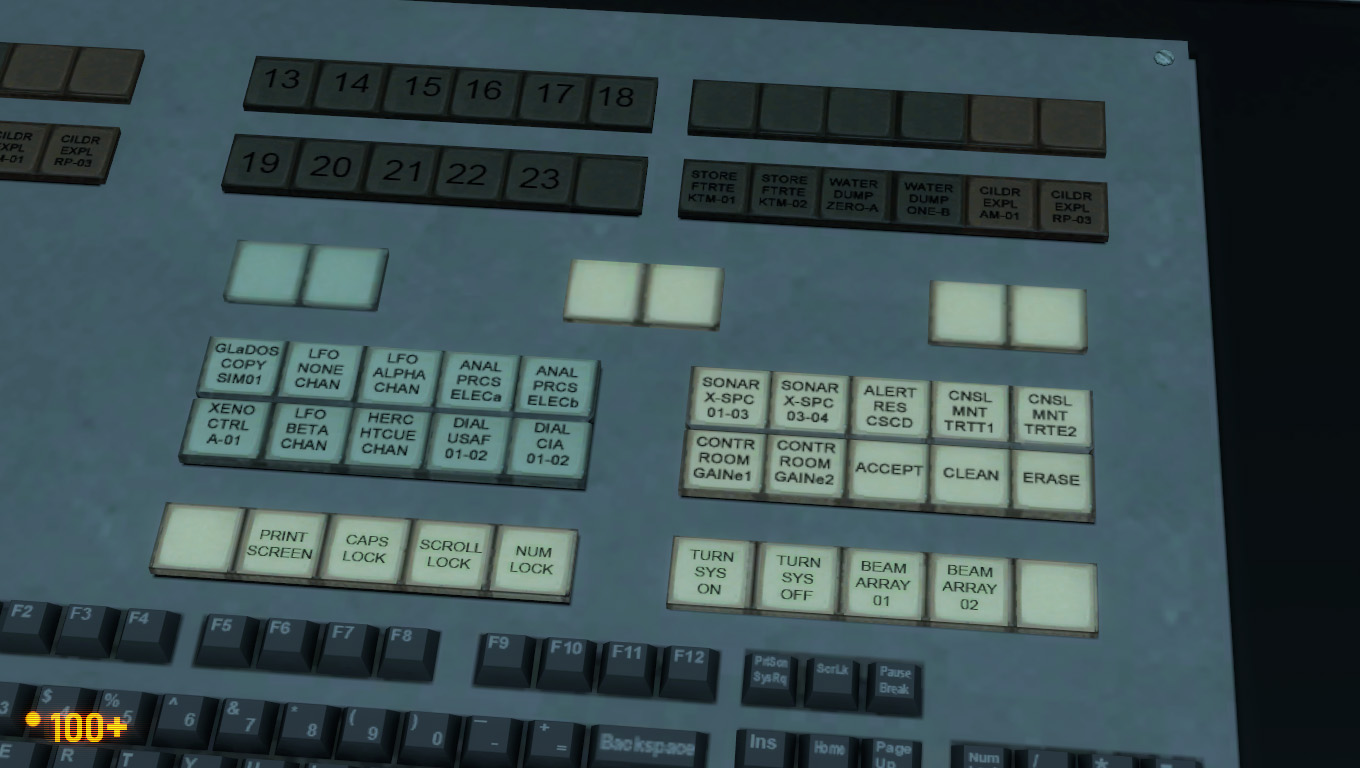 13 14 15 16 17 18
CILDR EXPL RP-03
19 20 21 22 23
STORE FTRTE KTM-01
STORE FTRTE KTM-02
WATER DUMP ZERO-A
WATER DUMP ONE-B
CILDR EXPL AM-01
CILDR EXPL RP-03
GLaDOS COPY SIM01
LFO NONE CHAN
LFO ALPHA CHAN
ANAL PRCS ELECa
ANAL PRCS ELECb
XENO CTRL A-01
LFO BETA CHAN
HERC HTCUE CHAN
DIAL USAF 01-02
DIAL CIA 01-02
SONAR X-SPC 01-03
SONAR X-SPC 03-04
ALERT RES CSCD
CNSL MNT TRTT1
CNSL MNT TRTE2
CONTR ROOM GAINe1
CONTR ROOM GAINe2
ACCEPT
CLEAN
ERASE
PRINT SCREEN
CAPS LOCK
SCROLL LOCK
NUM LOCK
TURN SYS ON
TURN SYS OFF
BEAM ARRAY 01
BEAM ARRAY 02
F2 F3 F4 F5 F6 F7 F8 F9 F10 F11 F12
PrtScn SysRq
ScrLk
Pause Break
$ % ^ 6 & 7 * 8 ( 9 ) 0 - + =
Backspace
Ins Home Page Up
Num / *
E R T Y
100+